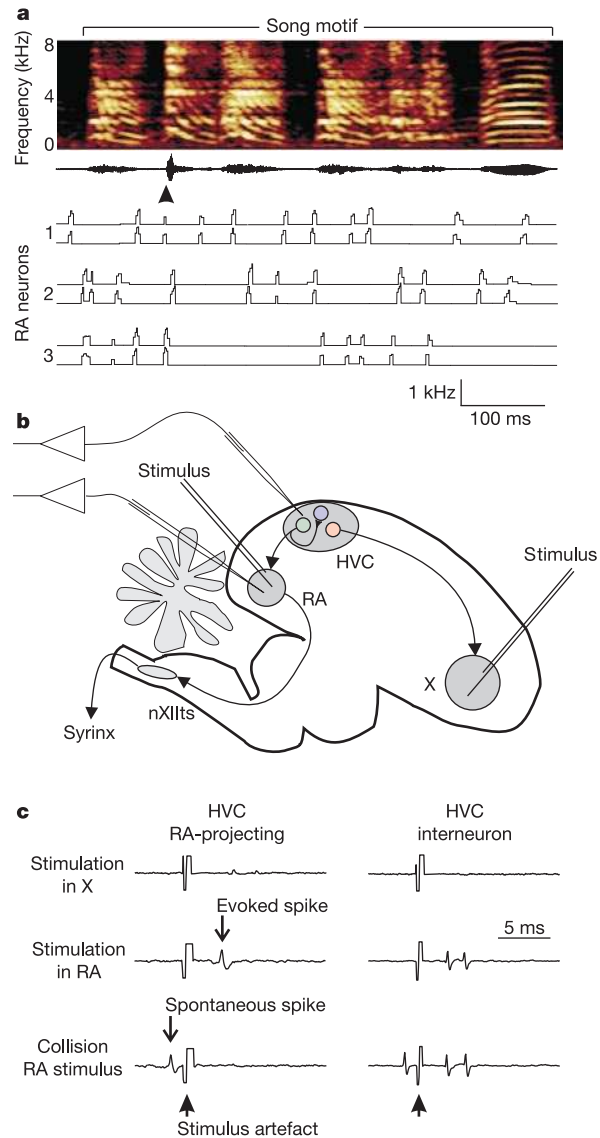 a
Song motif
Frequency (kHz)
8
4
0
RA neurons
1
2
3
1 kHz
100 ms
b
Stimulus
HVC
Stimulus
RA
X
nXIIts
Syrinx
c
HVC
RA-projecting
HVC
interneuron
Stimulation
in X
Evoked spike
5 ms
Stimulation
in RA
Spontaneous spike
Collision
RA stimulus
Stimulus artefact